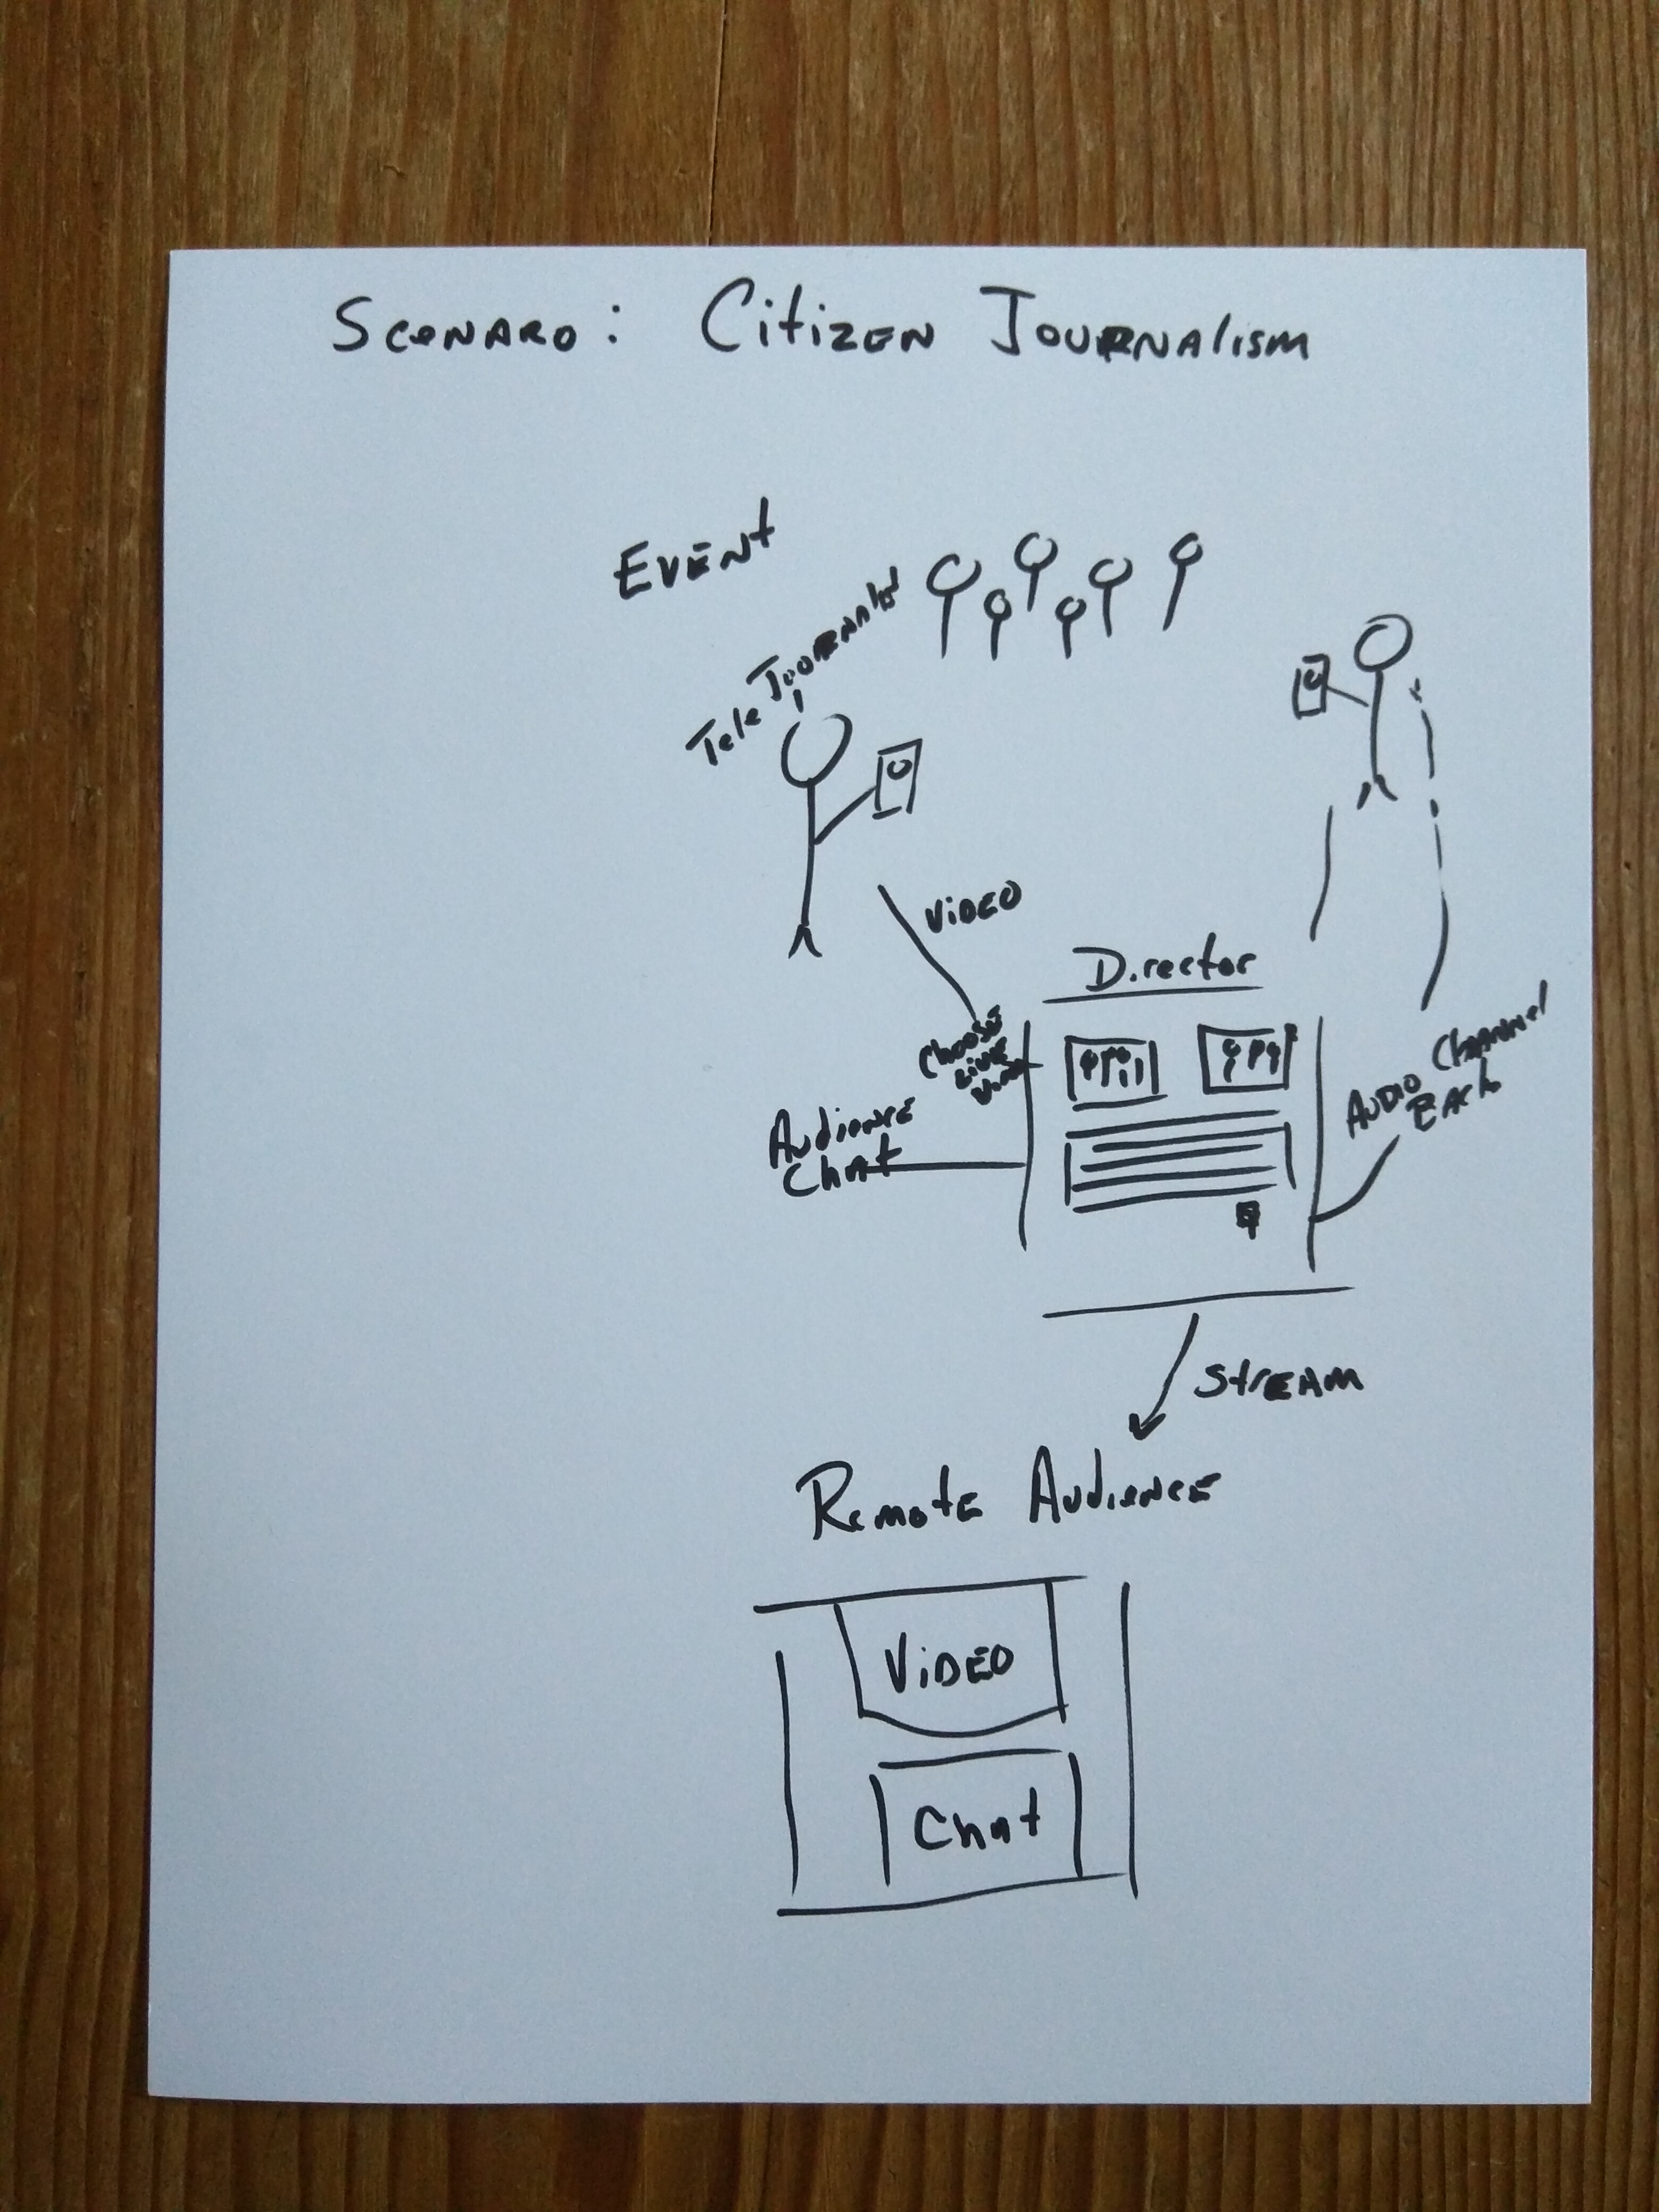 Scenaro: Citizen Journalism
Event
Tele Journalist
Video
Director
Choose
Live
Video
Audience
Chat
Audio Channel
Back
Stream
Remote Audience
Video
Chat